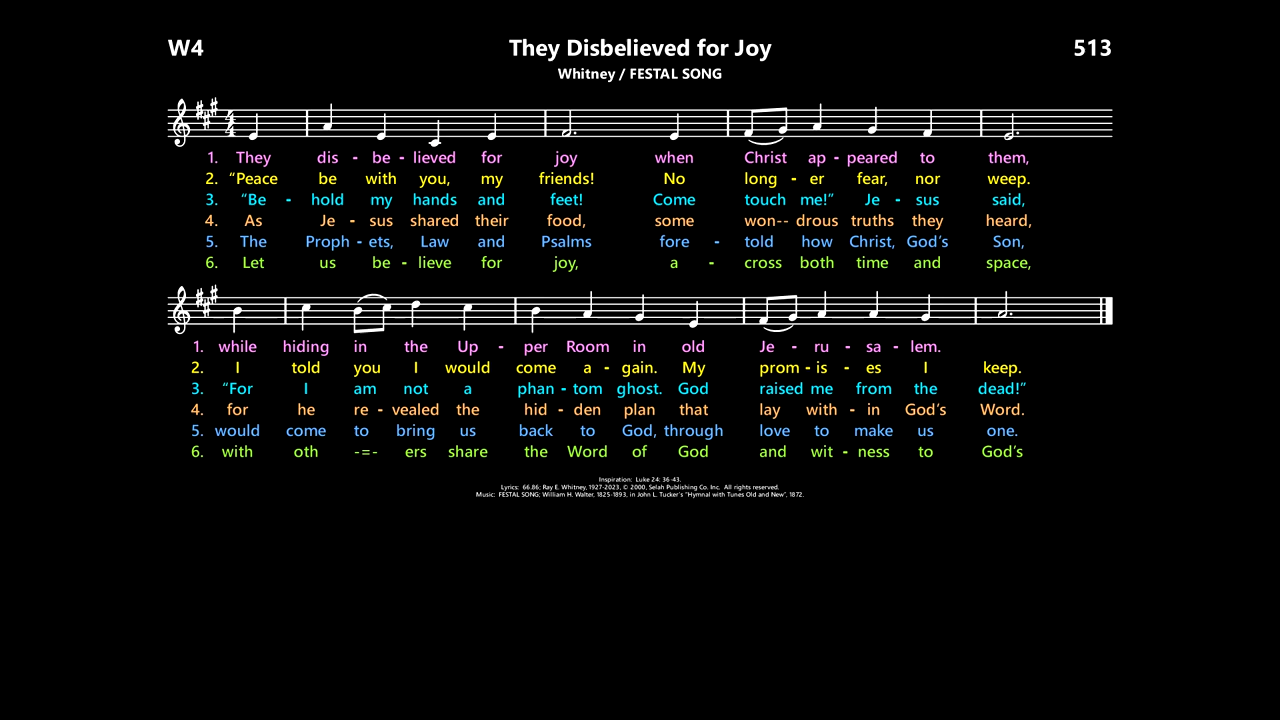 W4 They Disbelieved for Joy 513
Whitney / FESTAL SONG
4
4
1. They dis - be - lieved for joy when Christ ap - peared to them,
2. “Peace be with you, my friends! No long - er fear, nor weep.
3. “Be - hold my hands and feet! Come touch me!” Je - sus said,
4. As Je - sus shared their food, some won-- drous truths they heard,
5. The Proph - ets, Law and Psalms fore - told how Christ, God’s Son,
6. Let us be - lieve for joy, a - cross both time and space,
1. while hiding in the Up - per Room in old Je - ru - sa - lem.
2. I told you I would come a - gain. My prom - is - es I keep.
3. “For I am not a phan - tom ghost. God raised me from the dead!”
4. for he re - vealed the hid - den plan that lay with - in God’s Word.
5. would come to bring us back to God, through love to make us one.
6. with oth -=- ers share the Word of God and wit - ness to God’s
Inspiration: Luke 24: 36-43.
Lyrics: 66.86; Ray E. Whitney, 1927-2023, © 2000, Selah Publishing Co. Inc. All rights reserved.
Music: FESTAL SONG; William H. Walter, 1825-1893, in John L. Tucker's "Hymnal with Tunes Old and New", 1872.